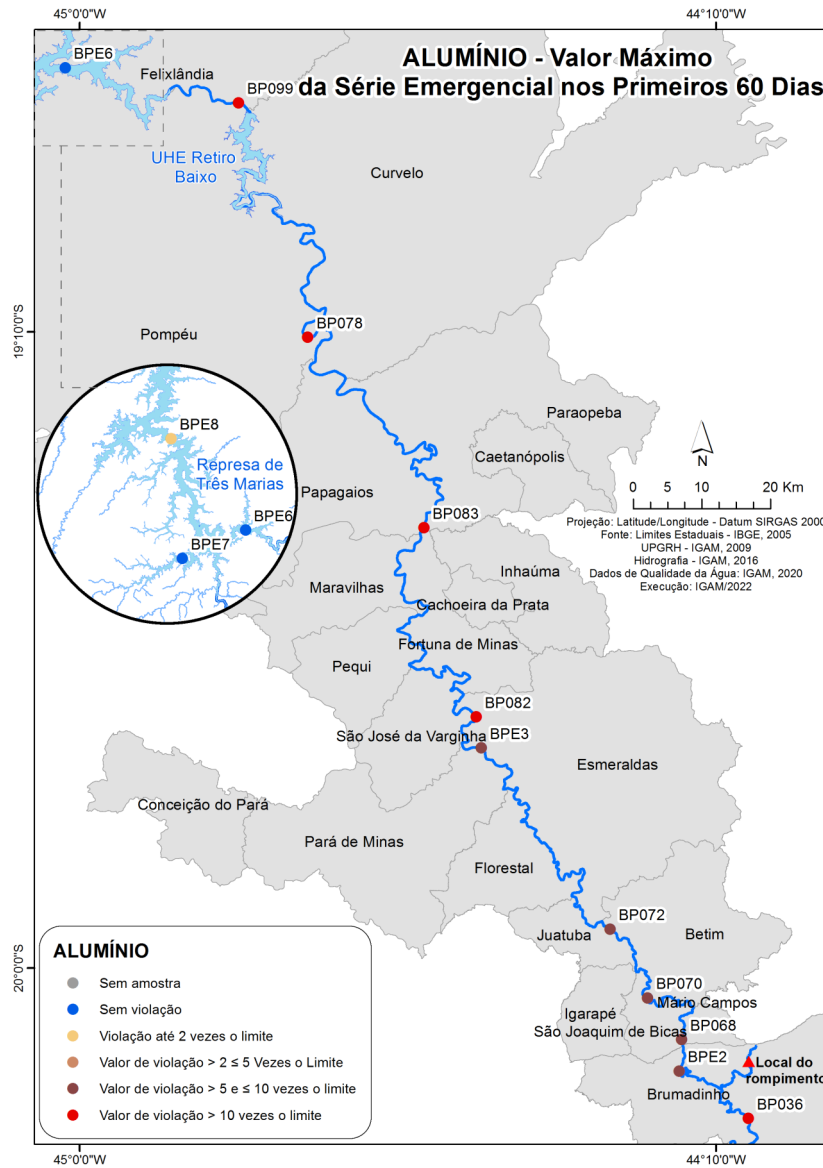 45°0'0"W
44°10'0"W
ALUMÍNIO - Valor Máximo
da Série Emergencial nos Primeiros 60 Dias
BPE6
Felixlândia
BP099
UHE Retiro
Baixo
Curvelo
19°10'0"S
BP078
Pompéu
Paraopeba
BPE8
Caetanópolis
N
Represa de
Três Marias
Papagaios
0 5 10 20 Km
BPE6
BP083
Projeção: Latitude/Longitude - Datum SIRGAS 2000
Fonte: Limites Estaduais - IBGE, 2005
UPGRH - IGAM, 2009
Hidrografia - IGAM, 2016
Dados de Qualidade da Água: IGAM, 2020
Execução: IGAM/2022
BPE7
Maravilhas
Inhaúma
Cachoeira da Prata
Fortuna de Minas
Pequi
BP082
São José da Varginha
BPE3
Esmeraldas
Conceição do Pará
Pará de Minas
Florestal
BP072
Juatuba
Betim
20°0'0"S
BP070
Mário Campos
Igarapé
São Joaquim de Bicas
BP068
BPE2
Local do
rompimento
Brumadinho
BP036
ALUMÍNIO
Sem amostra
Sem violação
Violação até 2 vezes o limite
Valor de violação > 2 ≤ 5 Vezes o Limite
Valor de violação > 5 e ≤ 10 vezes o limite
Valor de violação > 10 vezes o limite
45°0'0"W
44°10'0"W